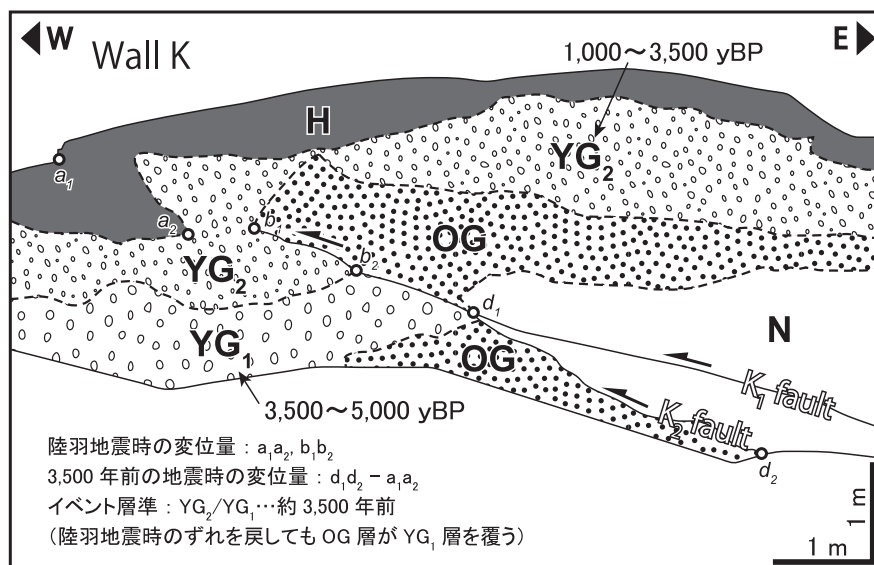 W E
Wall K
1,000～3,500 yBP
H
YG2
a1
a2
b1
b2
OG
YG2
d1
YG1
OG
N
K1 fault
K2 fault
3,500～5,000 yBP
d2
陸羽地震時の変位量 : a1a2, b1b2
3,500 年前の地震時の変位量 : d1d2 − a1a2
イベント層準 : YG2/YG1…約 3,500 年前
(陸羽地震時のずれを戻しても OG 層が YG1 層を覆う)
1 m
1 m